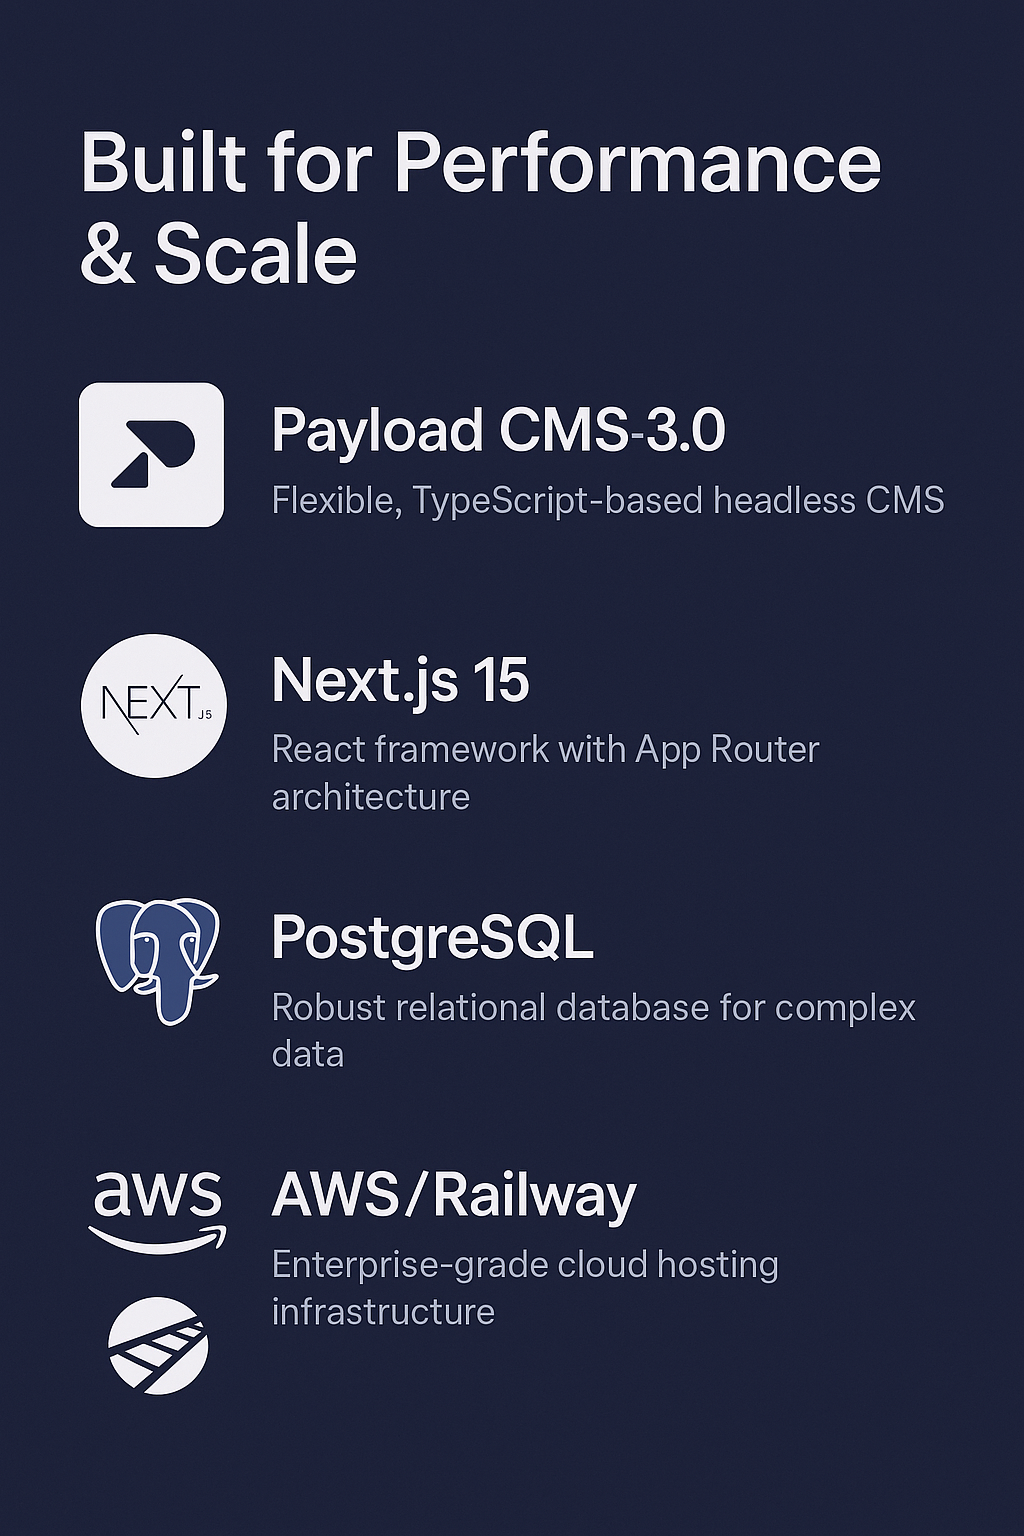 Built for Performance
& Scale
Payload CMS-3.0
Flexible, TypeScript-based headless CMS
NEXT.J5
Next.js 15
React framework with App Router
architecture
PostgreSQL
Robust relational database for complex
data
aws
AWS/Railway
Enterprise-grade cloud hosting
infrastructure